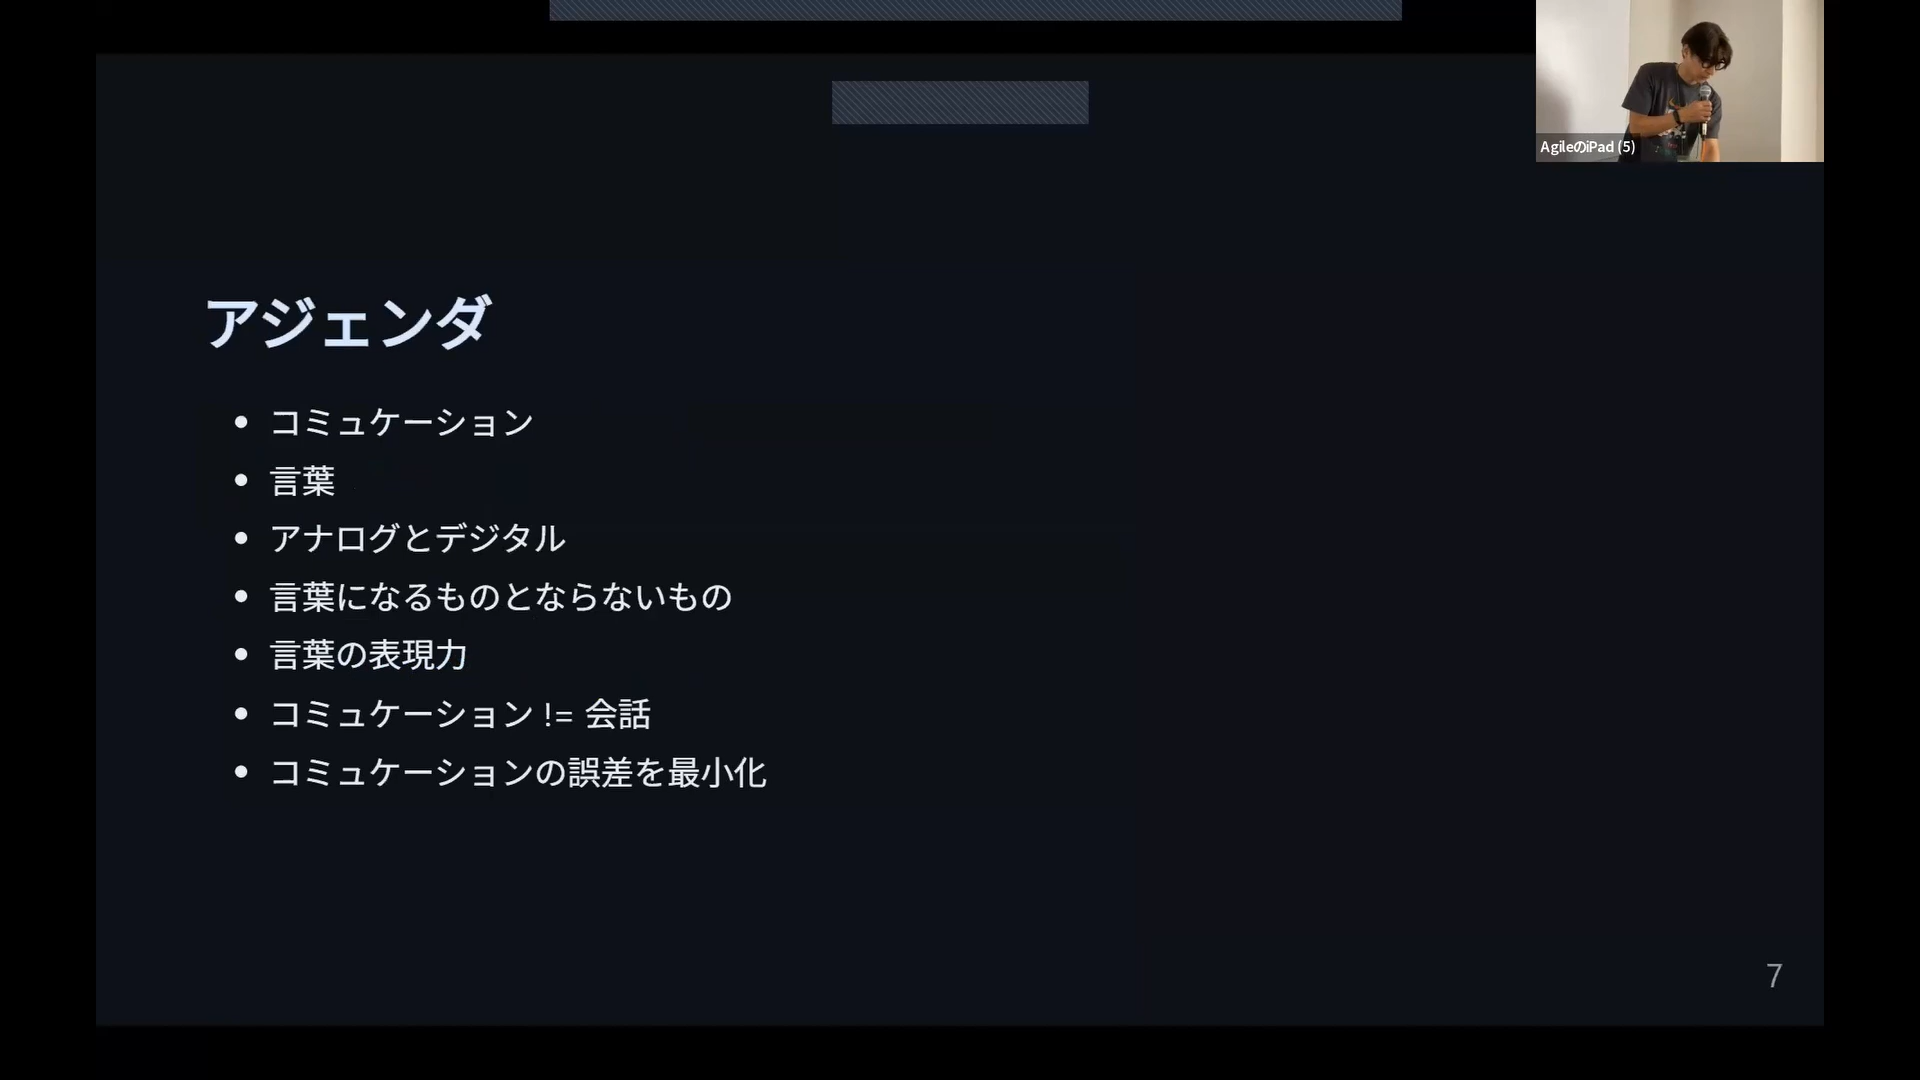 AgileのiPad (5)
アジェンダ
コミュケーション
言葉
アナログとデジタル
言葉になるものとならないもの
言葉の表現力
コミュケーション != 会話
コミュケーションの誤差を最小化
7